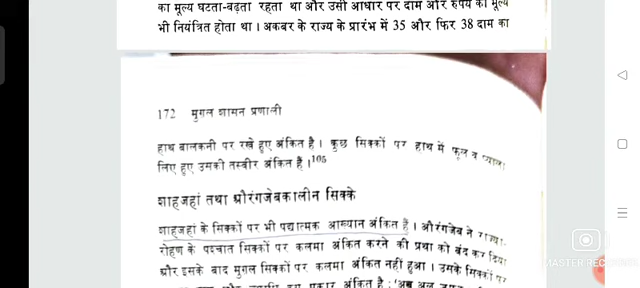 का मूल्य घटता-बढ़ता रहता था और उसी आधार पर दाम और रुपये का मूल्य
भी नियंत्रित होता था। अकबर के राज्य के प्रारंभ में 35 और फिर 38 दाम का
172 मुगल शासन प्रणाली
हाथ बालकनी पर रखे हुए अंकित है। कुछ सिक्कों पर हाथ में फूल व प्याला
लिए हुए उसकी तस्वीर अंकित है।105
शाहजहां तथा औरंगजेबकालीन सिक्के
शाहजहां के सिक्कों पर भी पद्यात्मक आख्यान अंकित हैं। औरंगजेब ने राज्या-
रोहण के पश्चात सिक्कों पर कलमा अंकित करने की प्रथा को बंद कर दिया
और इसके बाद मुगल सिक्कों पर कलमा अंकित नहीं हुआ। उसके सिक्कों पर
इस प्रकार अंकित है:
MASTER RECORDER